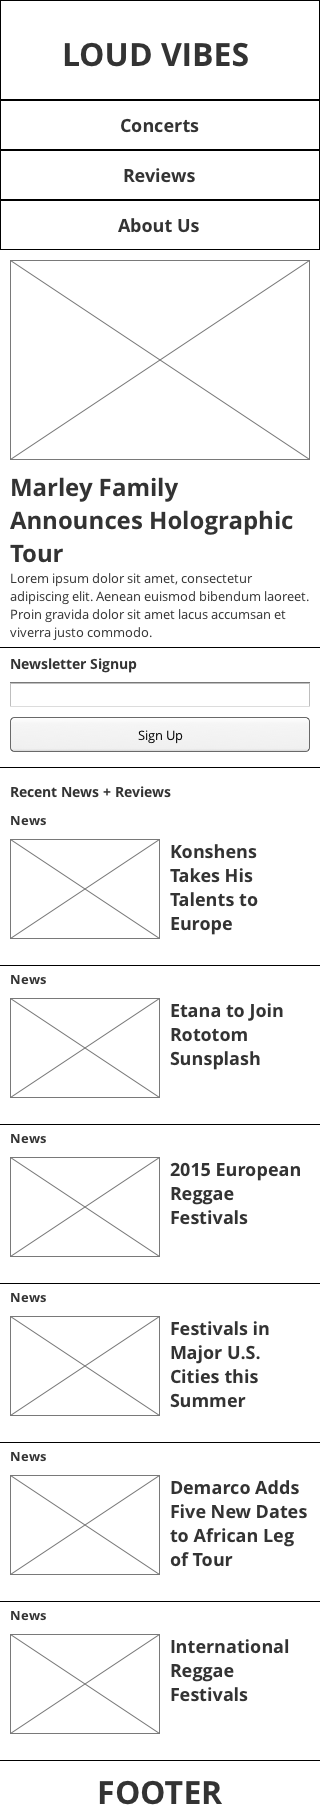 LOUD VIBES
Concerts
Reviews
About Us
Marley Family
Announces Holographic
Tour
Lorem ipsum dolor sit amet, consectetur
adipiscing elit. Aenean euismod bibendum laoreet.
Proin gravida dolor sit amet lacus accumsan et
viverra justo commodo.
Newsletter Signup
Sign Up
Recent News + Reviews
News
Konshens
Takes His
Talents to
Europe
News
Etana to Join
Rototom
Sunsplash
News
2015 European
Reggae
Festivals
News
Festivals in
Major U.S.
Cities this
Summer
News
Demarco Adds
Five New Dates
to African Leg
of Tour
News
International
Reggae
Festivals
FOOTER